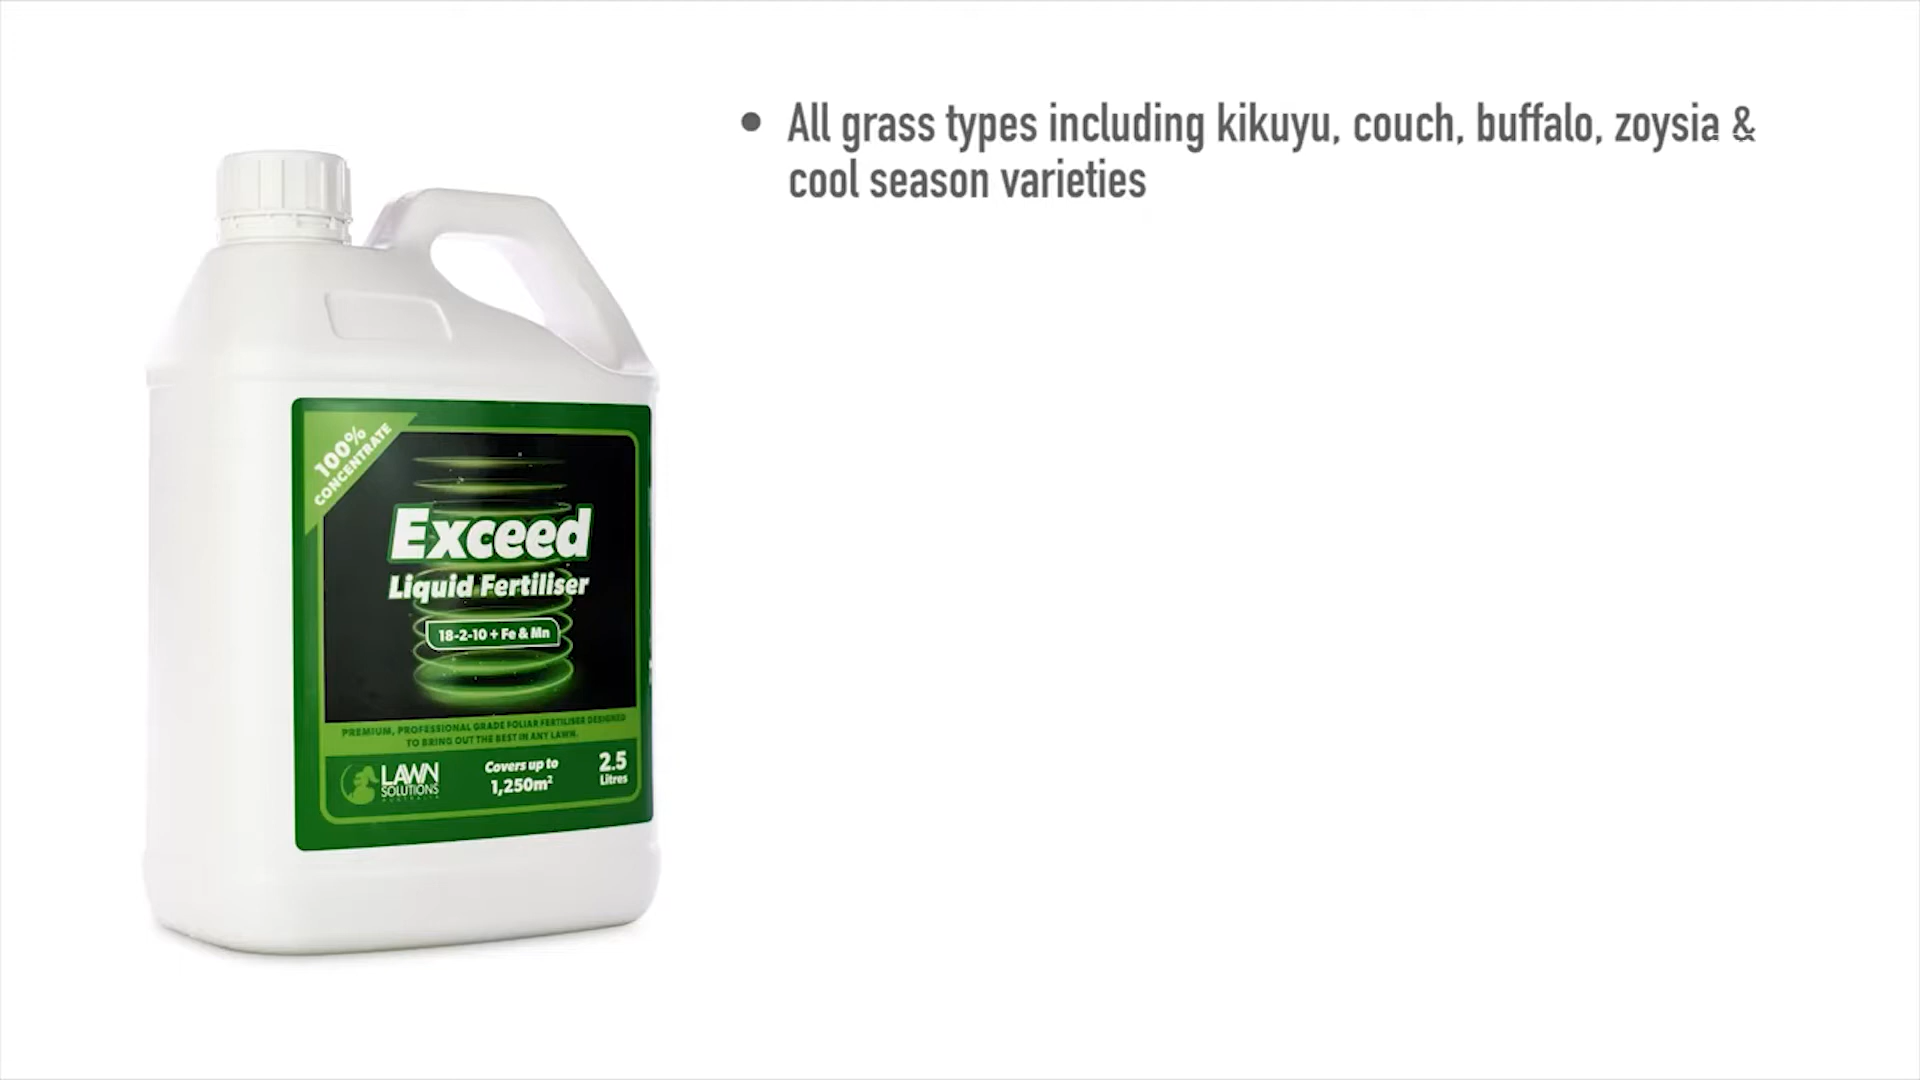 • All grass types including kikuyu, couch, buffalo, zoysia &
cool season varieties
100%
CONCENTRATE
Exceed
Liquid Fertiliser
18-2-10 + Fe & Mn
PREMIUM, PROFESSIONAL GRADE FOLIAR FERTILISER DESIGNED
TO BRING OUT THE BEST IN ANY LAWN.
LAWN
SOLUTIONS
AUSTRALIA
Covers up to
1,250m²
2.5
Litres